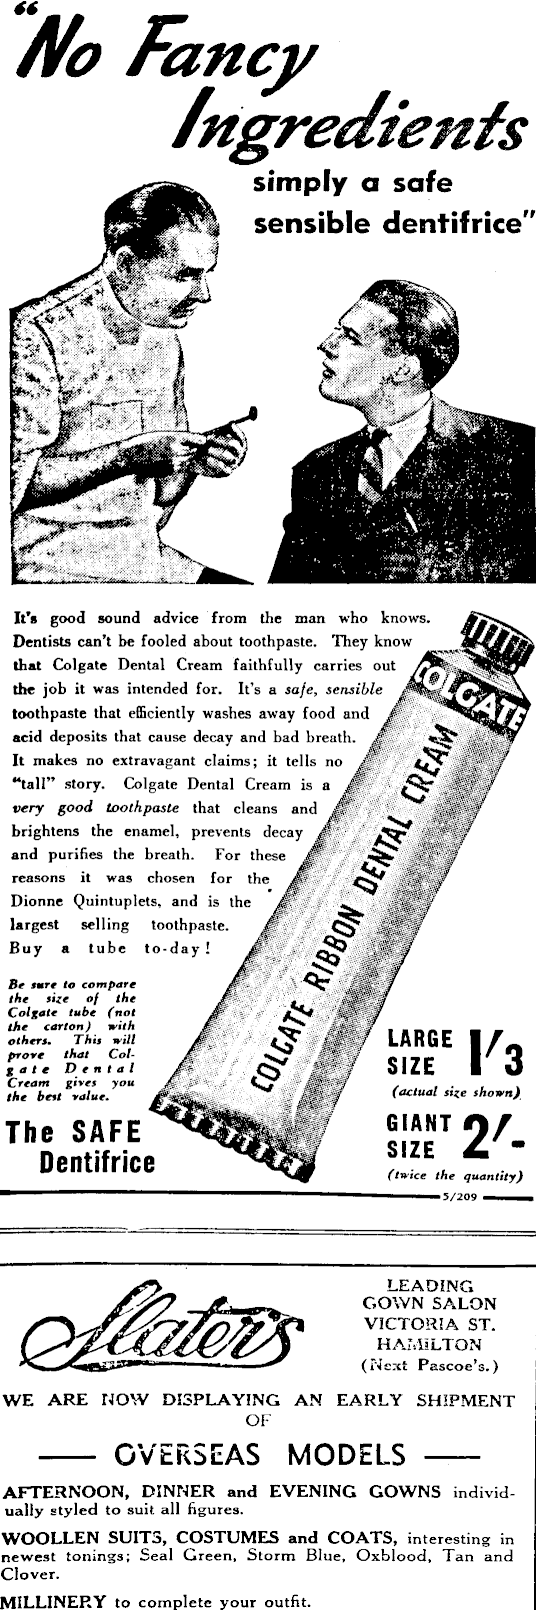 "No Fancy
Ingredients
simply a safe
sensible dentifrice"
It's good sound advice from the man who knows.
Dentists can't be fooled about toothpaste. They know
that Colgate Dental Cream faithfully carries out
the job it was intended for. It's a safe, sensible
toothpaste that efficiently washes away food and
acid deposits that cause decay and bad breath.
It makes no extravagant claims; it tells no
"tall" story. Colgate Dental Cream is a
very good toothpaste that cleans and
brightens the enamel, prevents decay
and purifies the breath. For these
reasons it was chosen for the
Dionne Quintuplets, and is the
largest selling toothpaste.
Buy a tube to-day!
COLGATE
COLGATE RIBBON DENTAL CREAM
Be sure to compare
the size of the
Colgate tube (not
the carton) with
others. This will
prove that Col-
gate Dental
Cream gives you
the best value.
The SAFE
Dentifrice
LARGE
SIZE 1/3
(actual size shown)
GIANT
SIZE 2/-
(twice the quantity)
5/209
Slater's
LEADING
GOWN SALON
VICTORIA ST.
HAMILTON
(Next Pascoe's.)
WE ARE NOW DISPLAYING AN EARLY SHIPMENT
OF
OVERSEAS MODELS
AFTERNOON, DINNER and EVENING GOWNS individ-
ually styled to suit all figures.
WOOLLEN SUITS, COSTUMES and COATS, interesting in
newest tonings; Seal Green, Storm Blue, Oxblood, Tan and
Clover.
MILLINERY to complete your outfit.